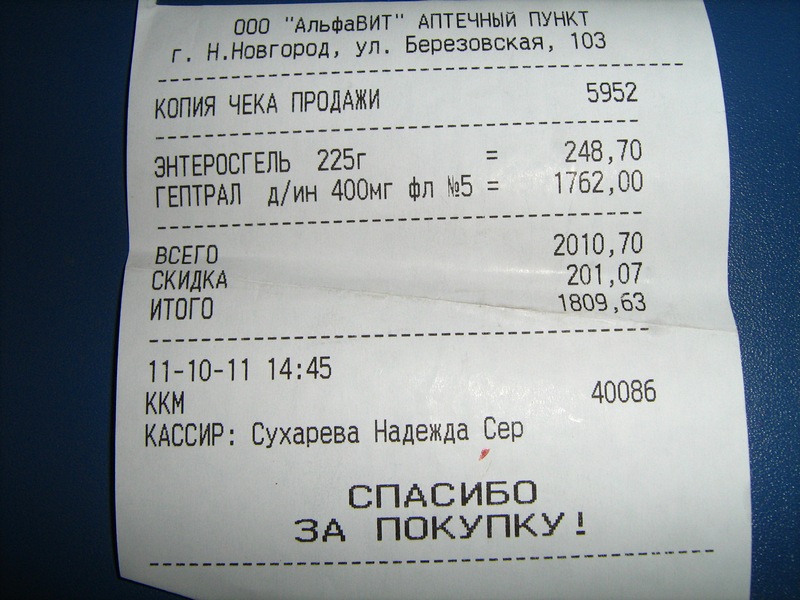 ООО "АльфаВИТ" АПТЕЧНЫЙ ПУНКТ
г. Н.Новгород, ул. Березовская, 103
КОПИЯ ЧЕКА ПРОДАЖИ 5952
ЭНТЕРОСГЕЛЬ 225г = 248,70
ГЕПТРАЛ д/ин 400мг фл №5 = 1762,00
ВСЕГО 2010,70
СКИДКА 201,07
ИТОГО 1809,63
11-10-11 14:45
ККМ 40086
КАССИР: Сухарева Надежда Сер
СПАСИБО
ЗА ПОКУПКУ!